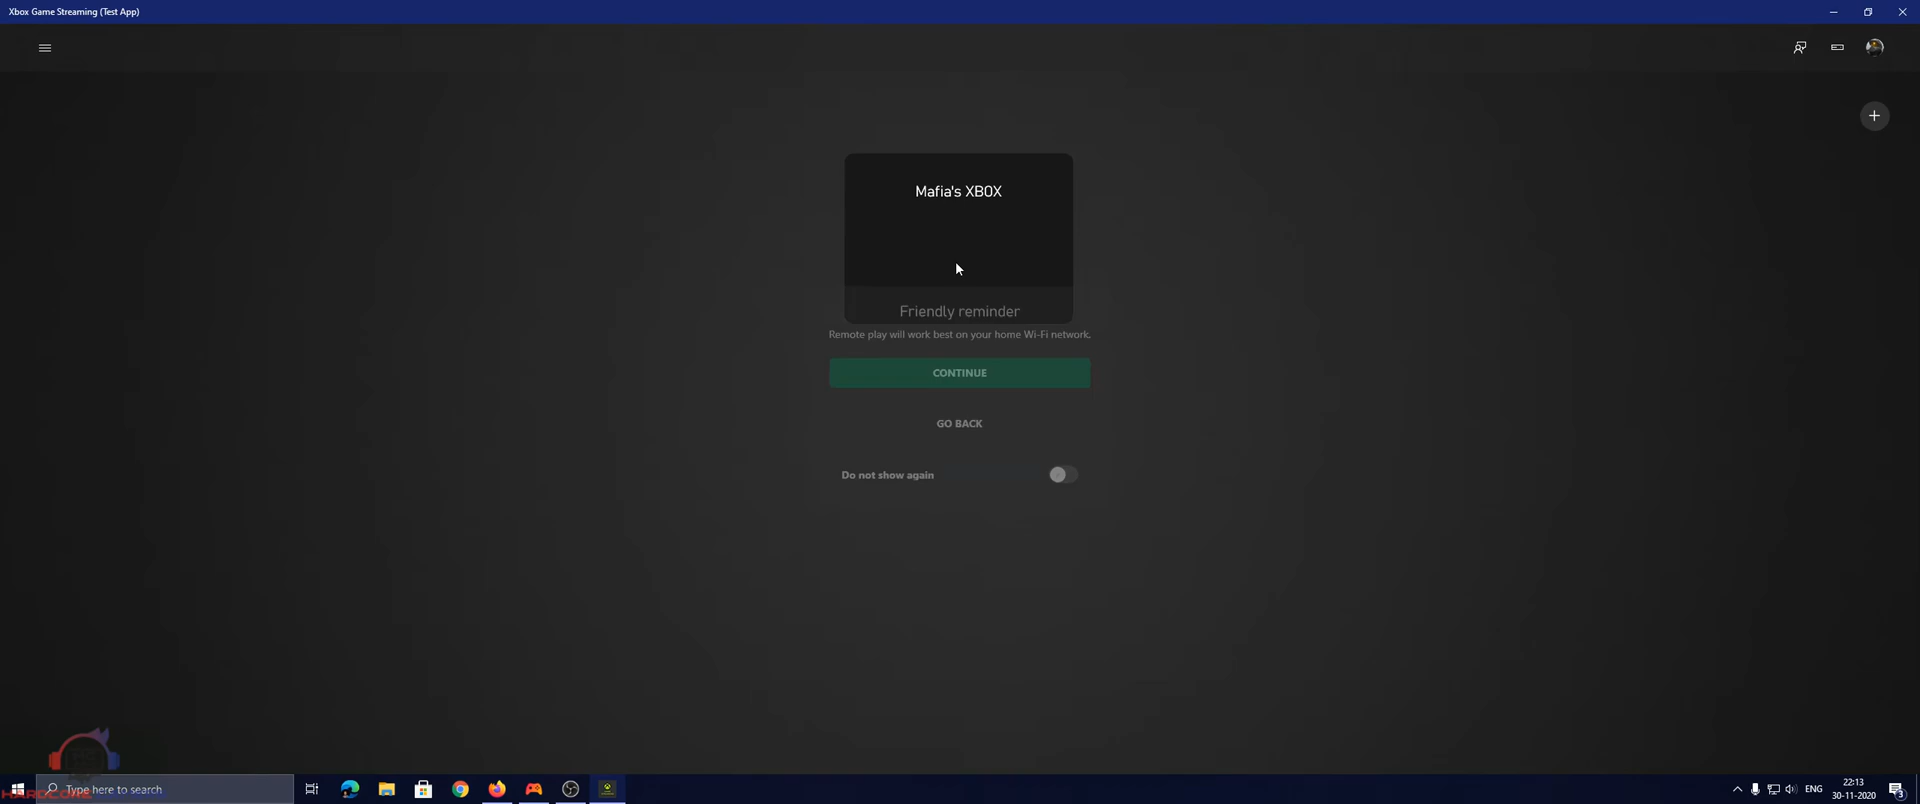 Xbox Game Streaming (Test App)
Mafia's XBOX
Friendly reminder
Remote play will work best on your home Wi-Fi network.
CONTINUE
GO BACK
Do not show again
Type here to search
ENG
22:13
30-11-2020
3